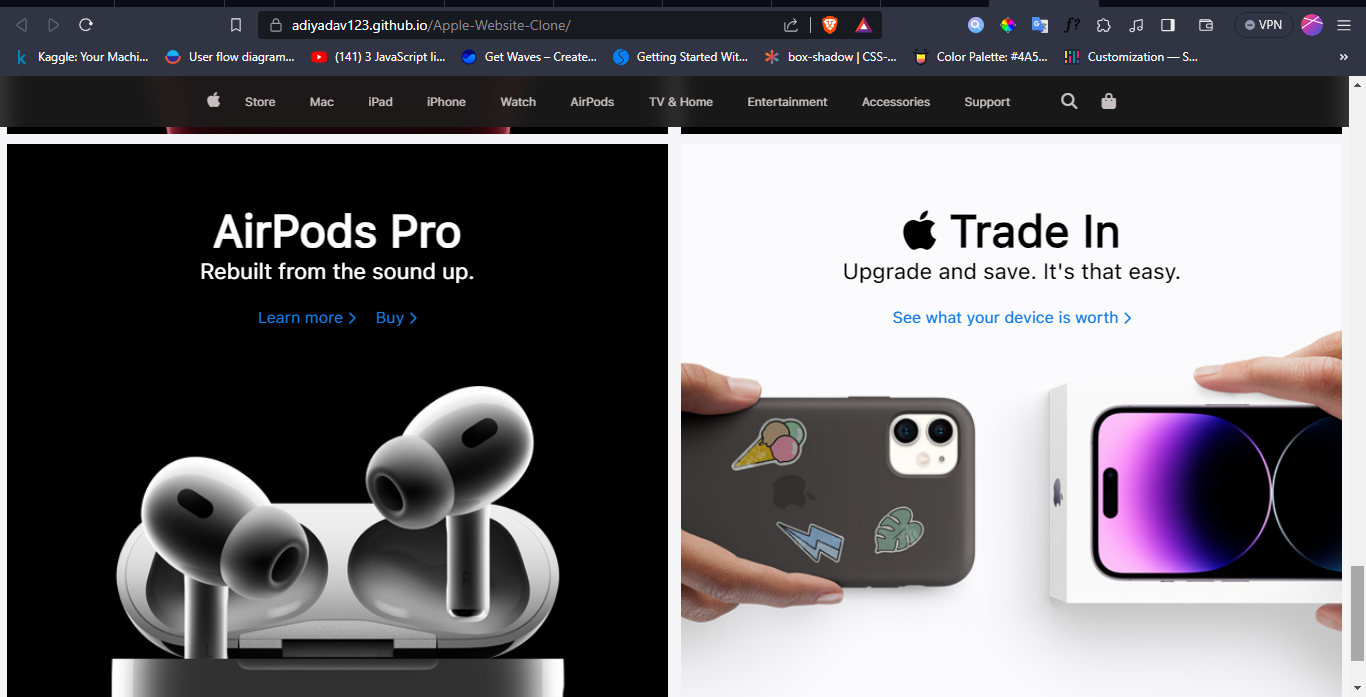 adiyadav123.github.io/Apple-Website-Clone/
VPN
Kaggle: Your Machi... User flow diagram... (141) 3 JavaScript li... Get Waves – Create... Getting Started Wit... box-shadow | CSS-... Color Palette: #4A5... Customization — S... »
Store Mac iPad iPhone Watch AirPods TV & Home Entertainment Accessories Support
AirPods Pro
Rebuilt from the sound up.
Learn more > Buy >
Trade In
Upgrade and save. It's that easy.
See what your device is worth >